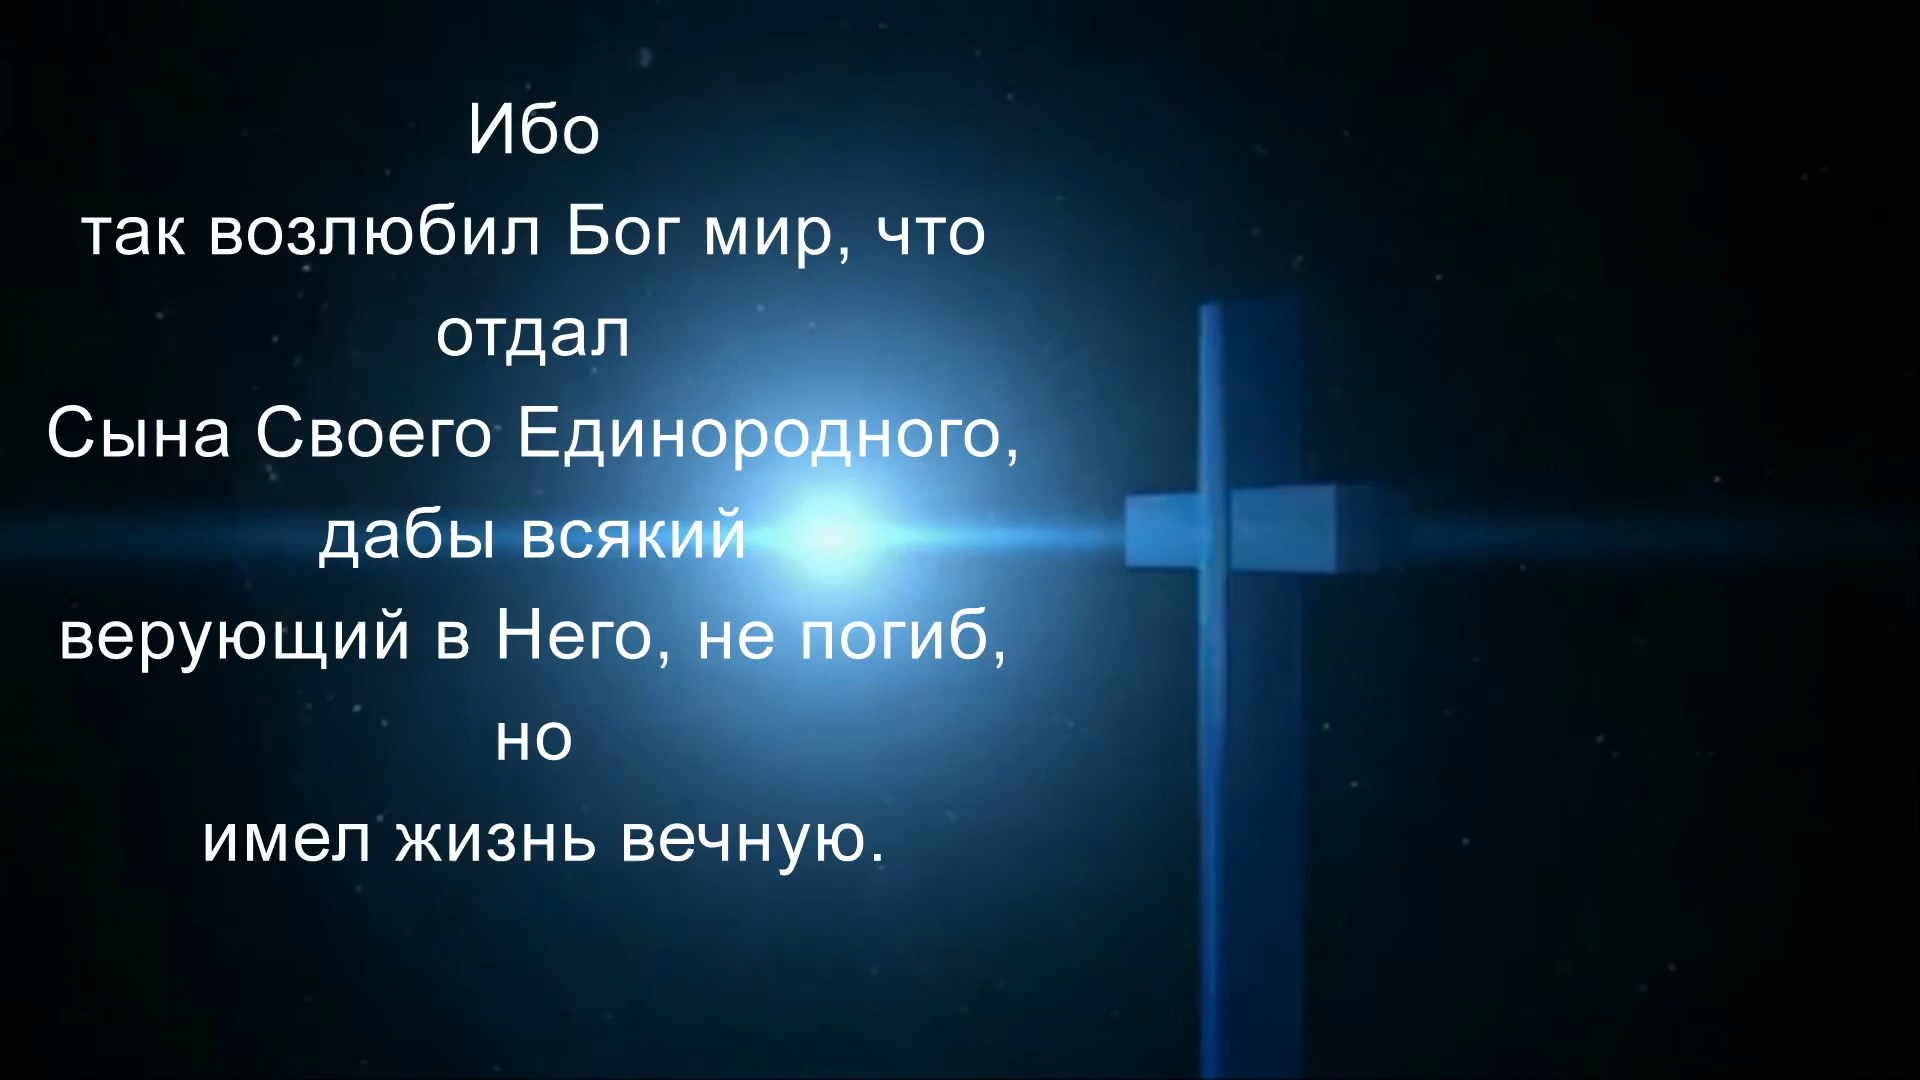 Ибо
так возлюбил Бог мир, что
отдал
Сына Своего Единородного,
дабы всякий
верующий в Него, не погиб,
но
имел жизнь вечную.